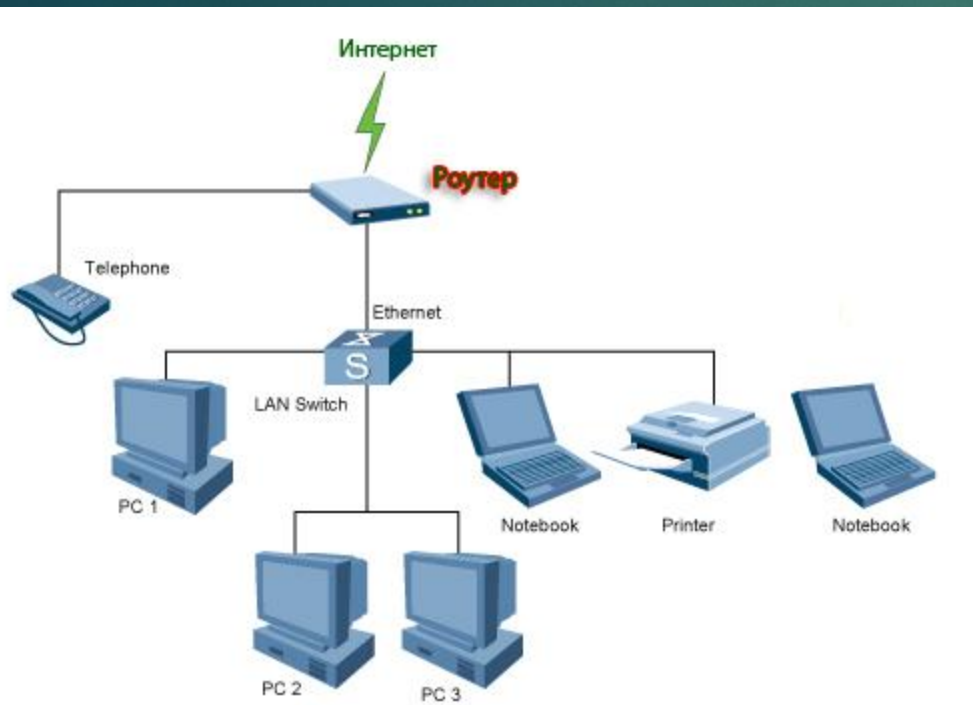 Интернет
Роутер
Telephone
Ethernet
S
LAN Switch
PC 1
Notebook
Printer
Notebook
PC 2
PC 3